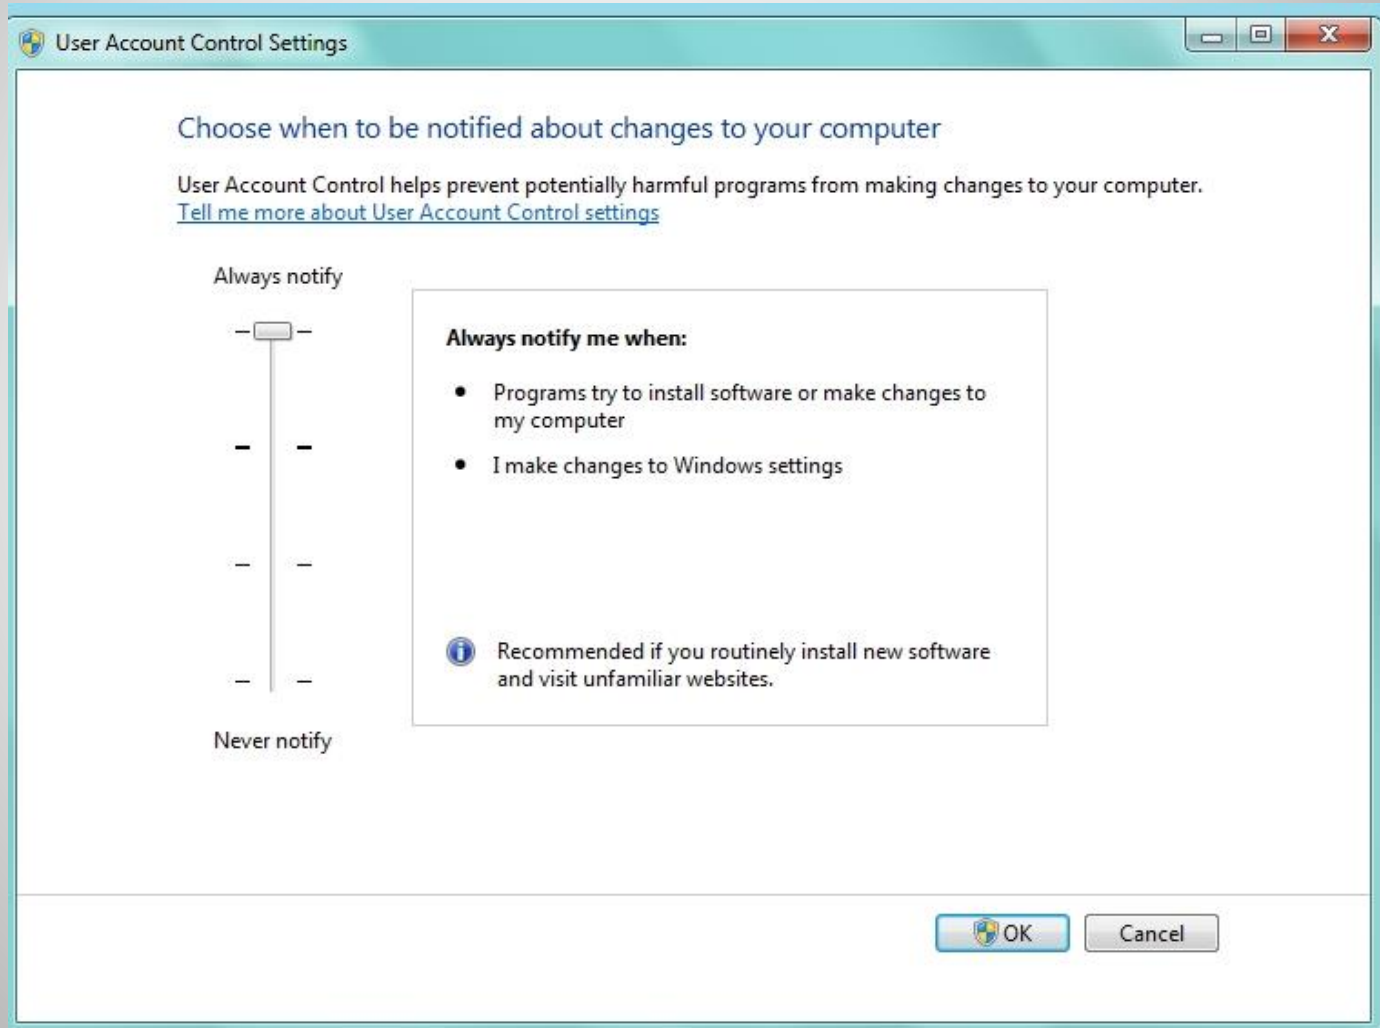 User Account Control Settings
Choose when to be notified about changes to your computer
User Account Control helps prevent potentially harmful programs from making changes to your computer.
Tell me more about User Account Control settings
Always notify
Always notify me when:
• Programs try to install software or make changes to
my computer
• I make changes to Windows settings
Recommended if you routinely install new software
and visit unfamiliar websites.
Never notify
OK
Cancel